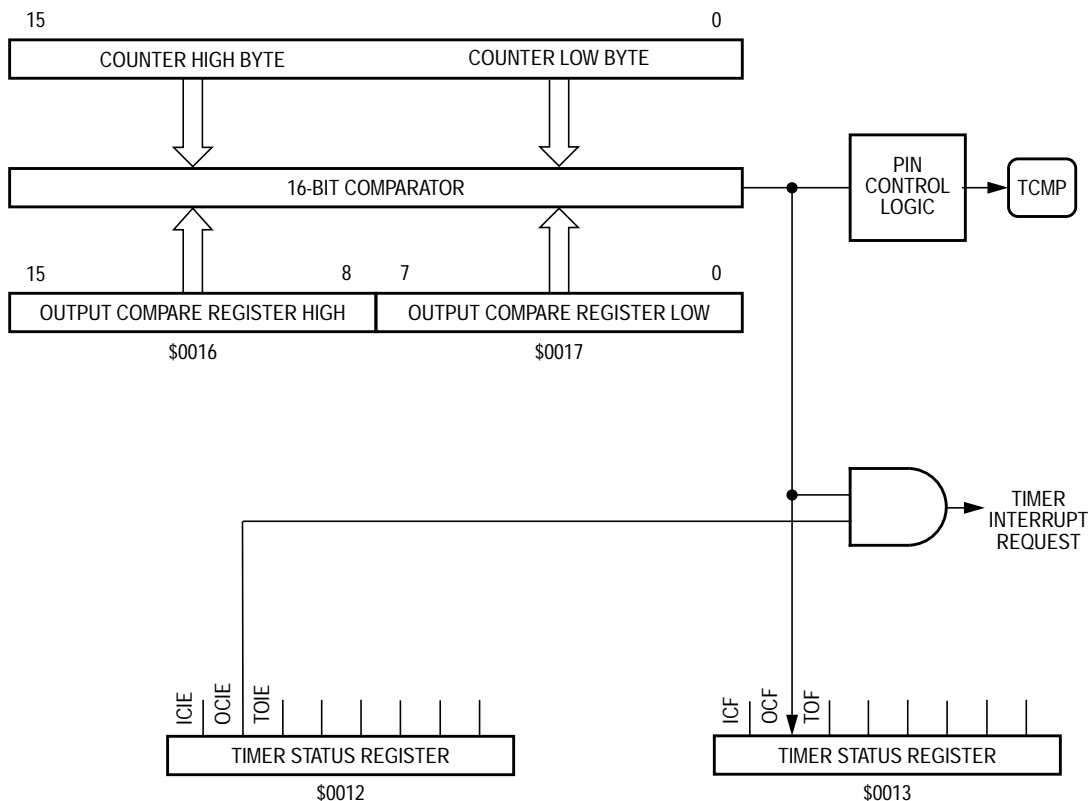 15 0
COUNTER HIGH BYTE COUNTER LOW BYTE
16-BIT COMPARATOR
PIN
CONTROL
LOGIC
TCMP
15 8 7 0
OUTPUT COMPARE REGISTER HIGH OUTPUT COMPARE REGISTER LOW
$0016 $0017
TIMER
INTERRUPT
REQUEST
ICIE OCIE TOIE
ICF OCF TOF
TIMER STATUS REGISTER TIMER STATUS REGISTER
$0012 $0013